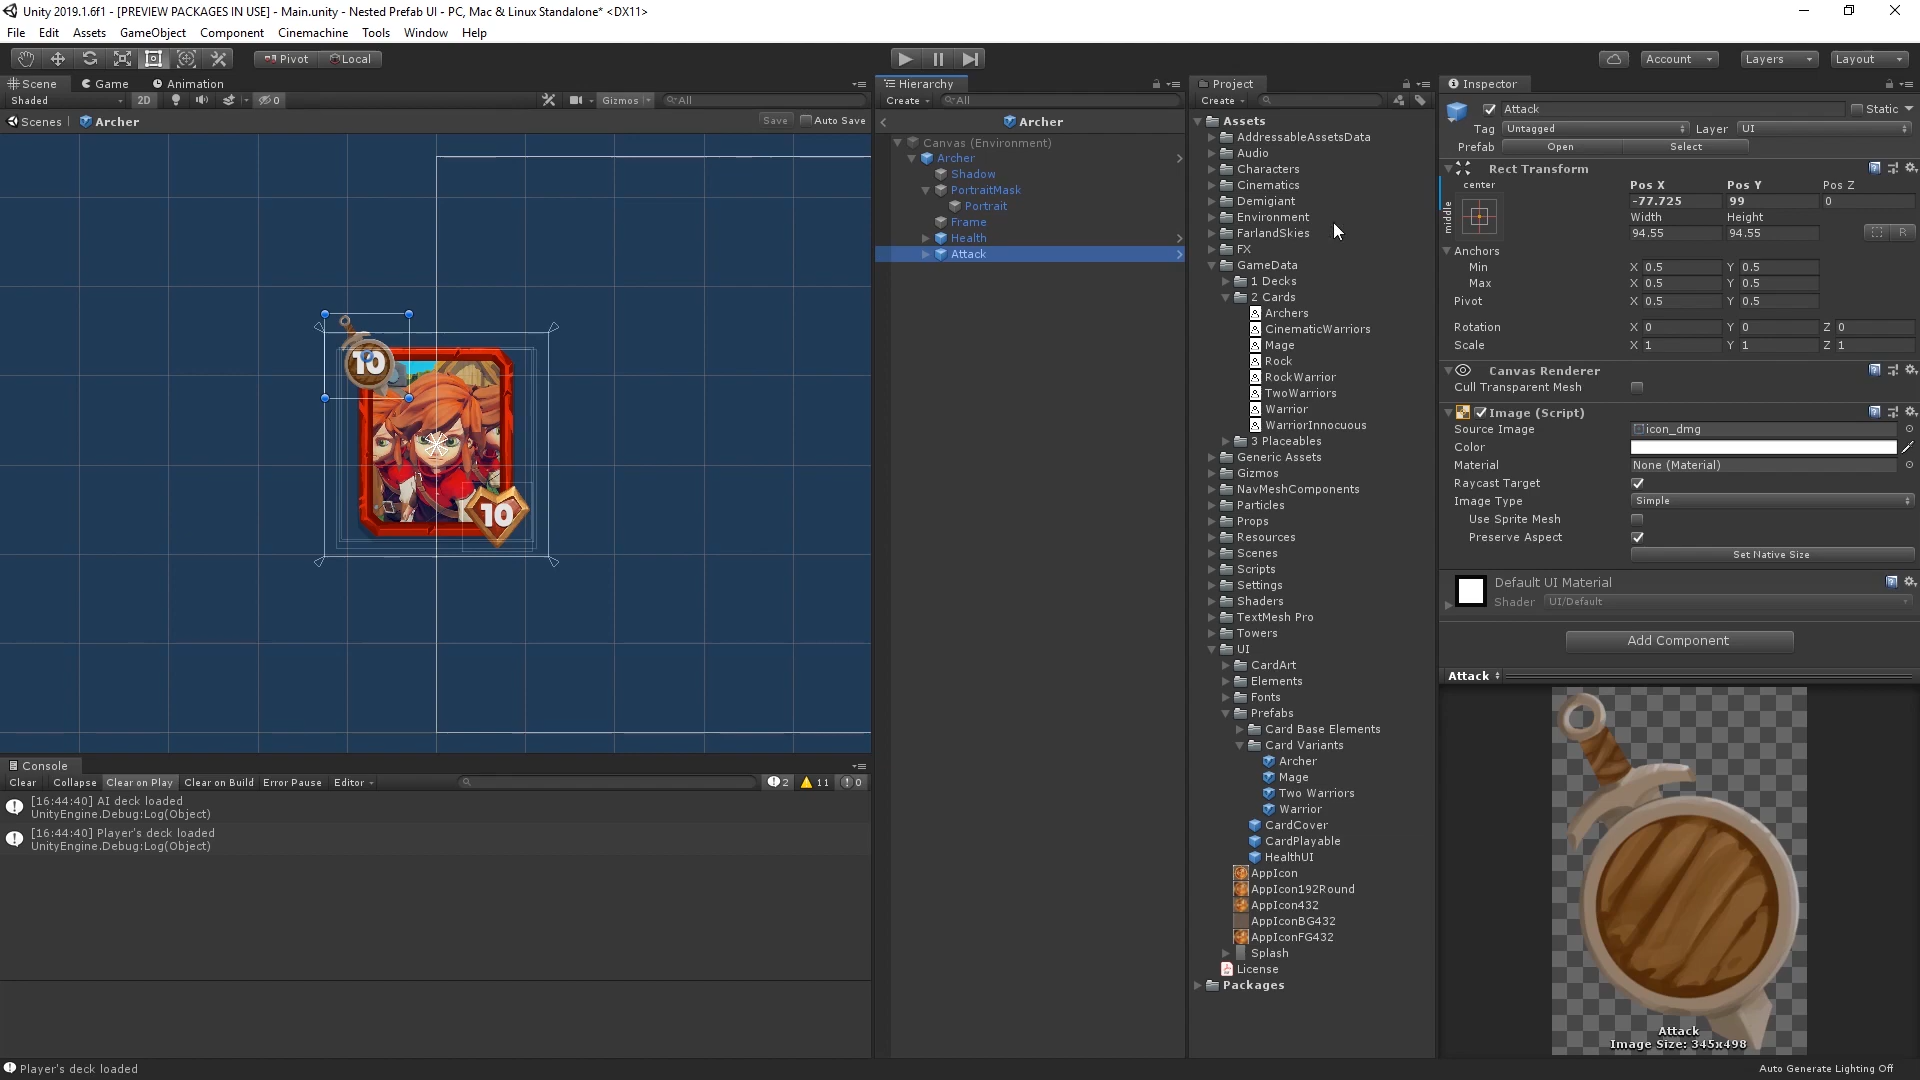 Unity 2019.1.6f1 - [PREVIEW PACKAGES IN USE] - Main.unity - Nested Prefab UI - PC, Mac & Linux Standalone* <DX11>
File Edit Assets GameObject Component Cinemachine Tools Window Help
Pivot Local
Account Layers Layout
Scene Game Animation
Shaded 2D 0 Gizmos All
Scenes Archer Save Auto Save
10
10
Console
Clear Collapse Clear on Play Clear on Build Error Pause Editor 2 11 0
[16:44:40] AI deck loaded
UnityEngine.Debug:Log(Object)
[16:44:40] Player's deck loaded
UnityEngine.Debug:Log(Object)
Player's deck loaded
Hierarchy
Create All
Archer
Canvas (Environment)
Archer
Shadow
PortraitMask
Portrait
Frame
Health
Attack
Project
Create
Assets
AddressableAssetsData
Audio
Characters
Cinematics
Demigiant
Environment
FarlandSkies
FX
GameData
1 Decks
2 Cards
Archers
CinematicWarriors
Mage
Rock
RockWarrior
TwoWarriors
Warrior
WarriorInnocuous
3 Placeables
Generic Assets
Gizmos
NavMeshComponents
Particles
Props
Resources
Scenes
Scripts
Settings
Shaders
TextMesh Pro
Towers
UI
CardArt
Elements
Fonts
Prefabs
Card Base Elements
Card Variants
Archer
Mage
Two Warriors
Warrior
CardCover
CardPlayable
HealthUI
AppIcon
AppIcon192Round
AppIcon432
AppIconBG432
AppIconFG432
Splash
License
Packages
Inspector
Attack Static
Tag Untagged Layer UI
Prefab Open Select
Rect Transform
center
middle
Pos X Pos Y Pos Z
-77.725 99 0
Width Height
94.55 94.55
R
Anchors
Min X 0.5 Y 0.5
Max X 0.5 Y 0.5
Pivot X 0.5 Y 0.5
Rotation X 0 Y 0 Z 0
Scale X 1 Y 1 Z 1
Canvas Renderer
Cull Transparent Mesh
Image (Script)
Source Image icon_dmg
Color
Material None (Material)
Raycast Target
Image Type Simple
Use Sprite Mesh
Preserve Aspect
Set Native Size
Default UI Material
Shader UI/Default
Add Component
Attack
Attack
Image Size: 345x498
Auto Generate Lighting Off